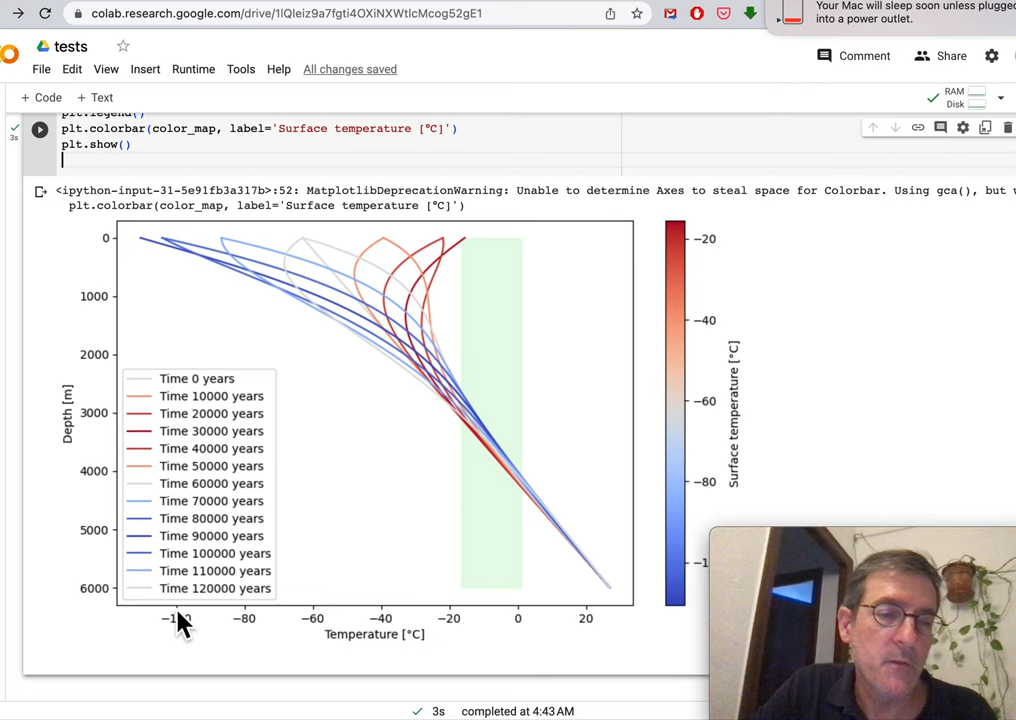 colab.research.google.com/drive/1lQleiz9a7fgti4OXiNXWtlcMcog52gE1
Your Mac will sleep soon unless plugged
into a power outlet.
tests
File Edit View Insert Runtime Tools Help All changes saved
Comment
Share
+ Code + Text
RAM
Disk
plt.legend()
3s
plt.colorbar(color_map, label='Surface temperature [°C]')
plt.show()
<ipython-input-31-5e91fb3a317b>:52: MatplotlibDeprecationWarning: Unable to determine Axes to steal space for Colorbar. Using gca(), but
plt.colorbar(color_map, label='Surface temperature [°C]')
0
1000
2000
3000
4000
5000
6000
Depth [m]
Time 0 years
Time 10000 years
Time 20000 years
Time 30000 years
Time 40000 years
Time 50000 years
Time 60000 years
Time 70000 years
Time 80000 years
Time 90000 years
Time 100000 years
Time 110000 years
Time 120000 years
−80 −60 −40 −20 0 20
Temperature [°C]
−20
−40
−60
−80
Surface temperature [°C]
3s completed at 4:43AM